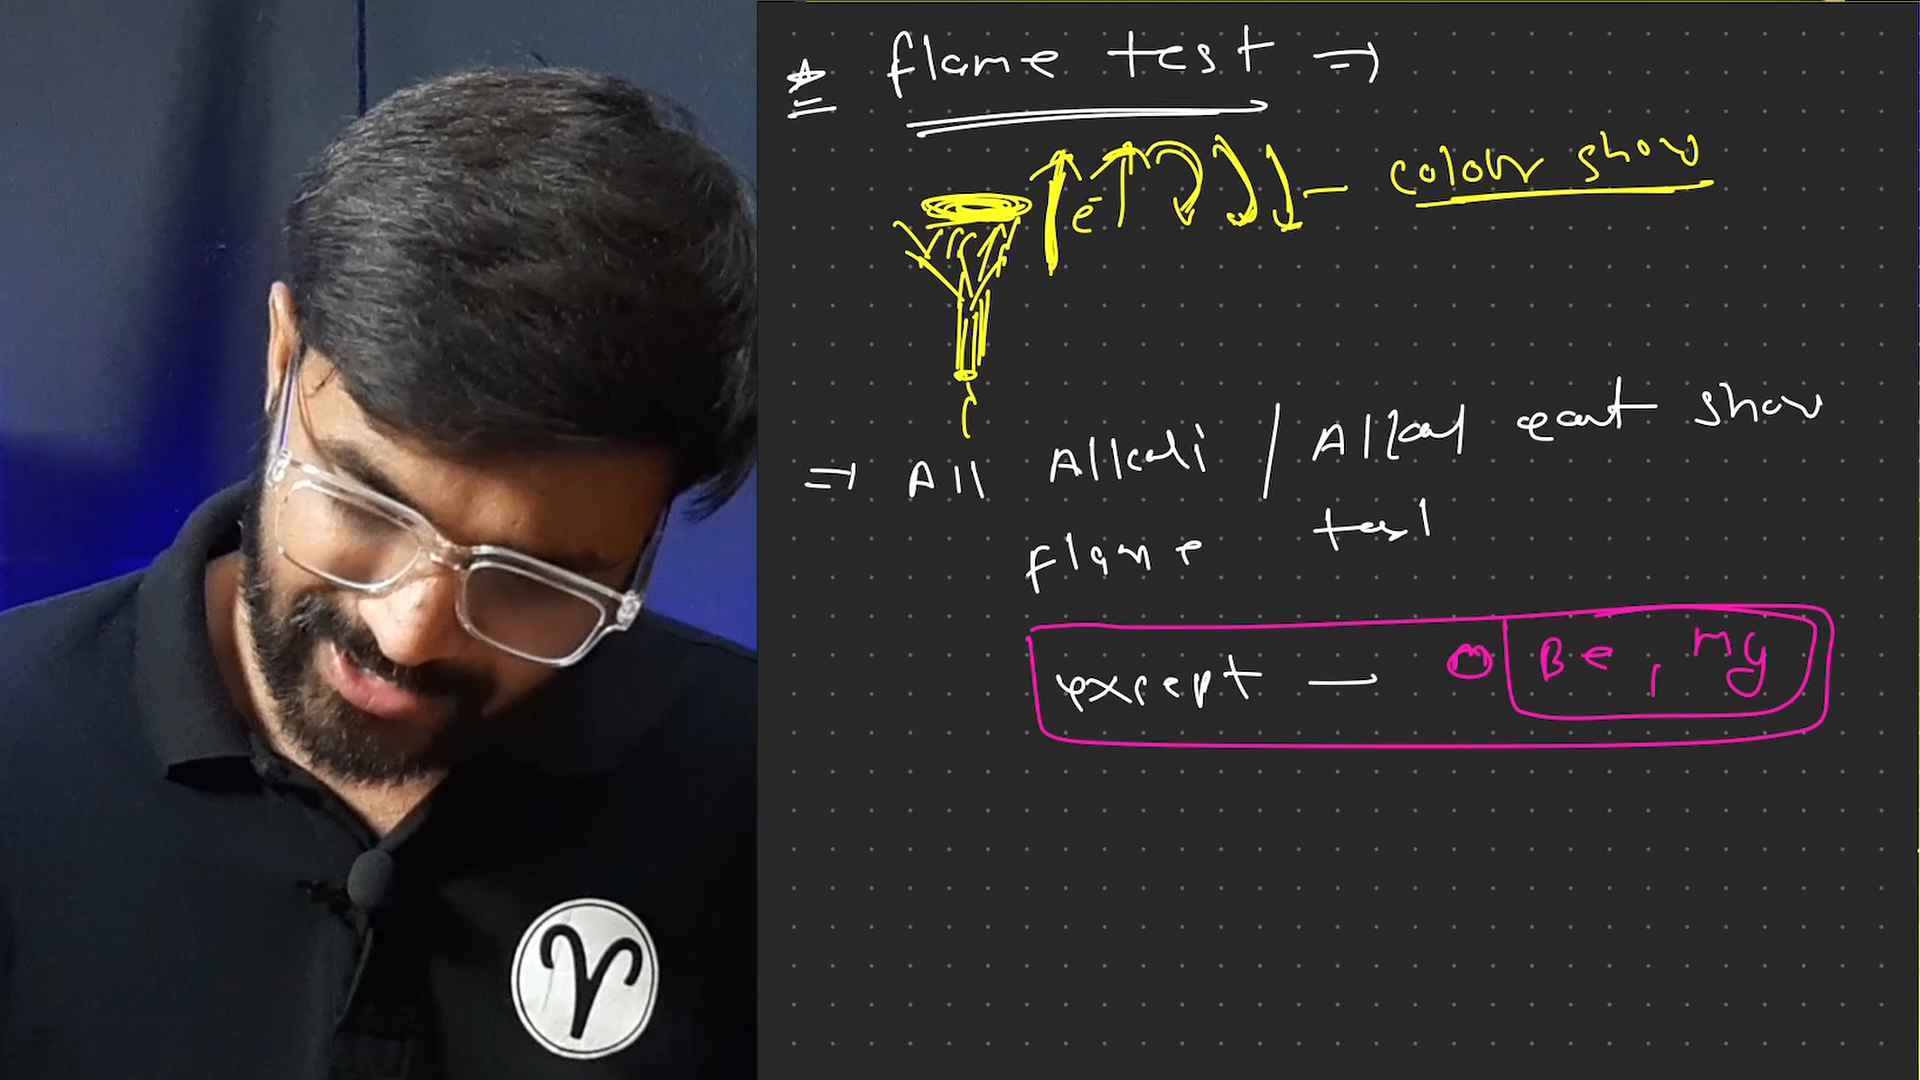 * flame test ⇒
e⁻ – colour show
⇒ All Alkali / Alkal eart show
flame test
except — Be, Mg